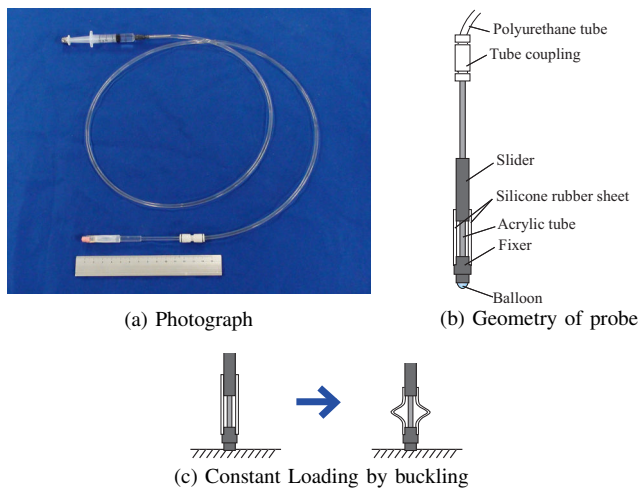 Polyurethane tube
Tube coupling
Slider
Silicone rubber sheet
Acrylic tube
Fixer
Balloon
(a) Photograph
(b) Geometry of probe
(c) Constant Loading by buckling